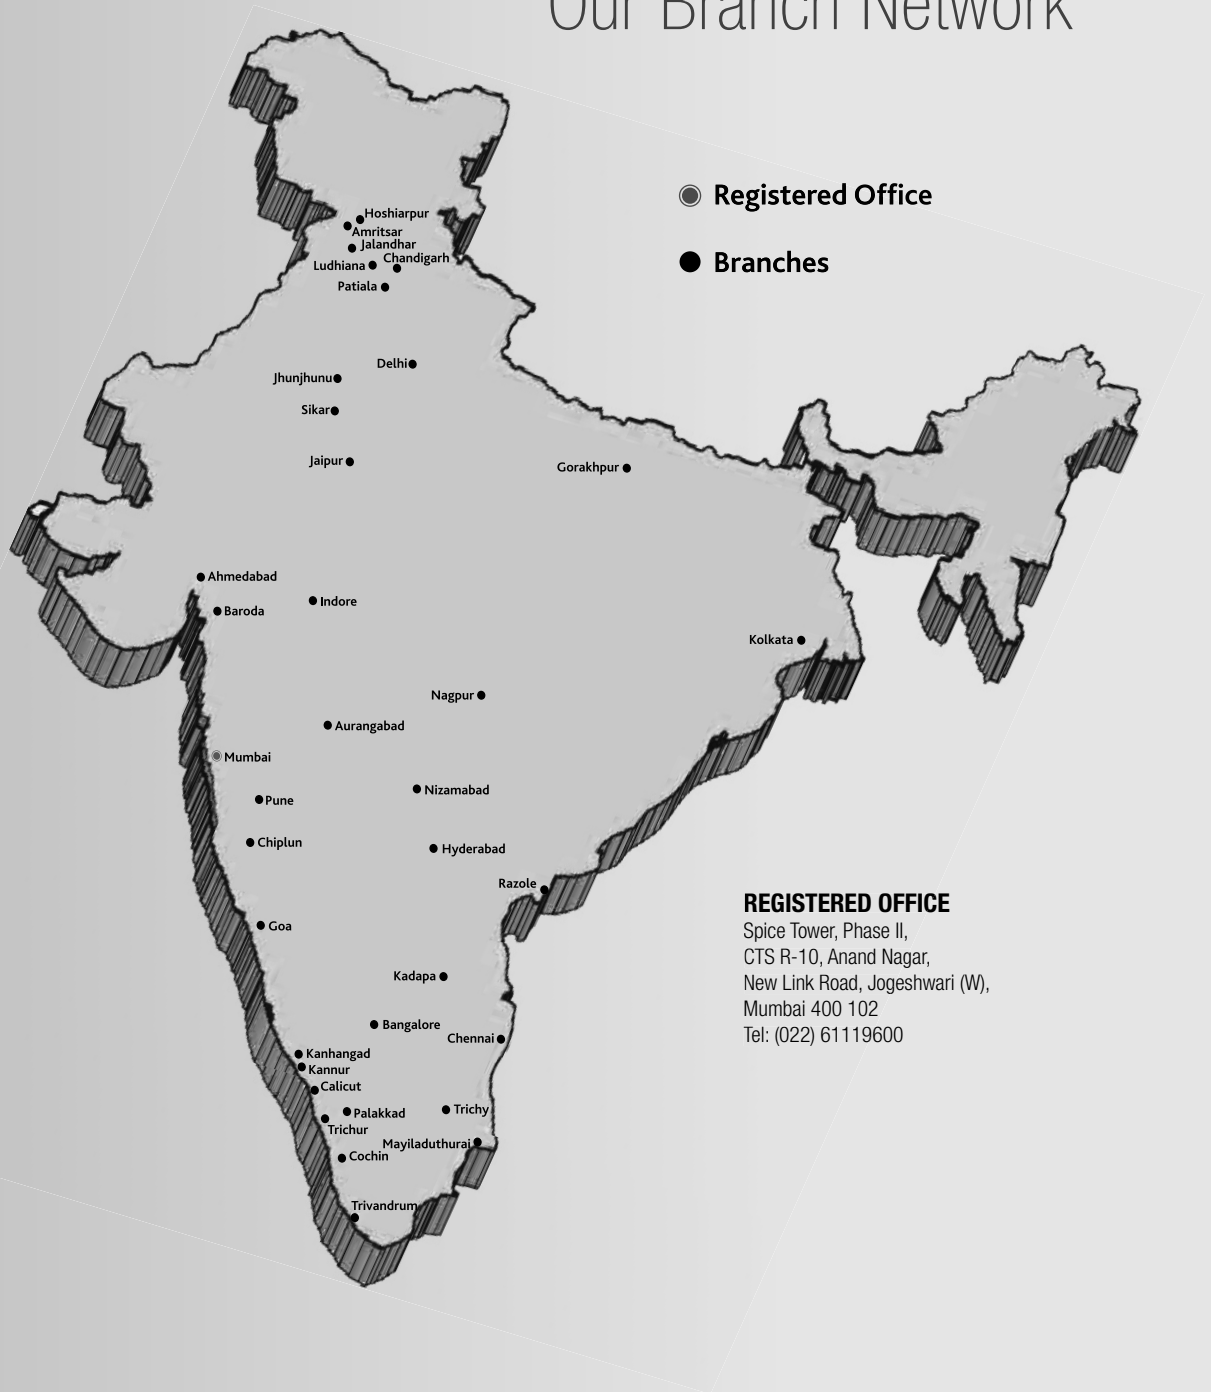 Our Branch Network
Registered Office
Branches
Hoshiarpur
Amritsar
Jalandhar
Chandigarh
Ludhiana
Patiala
Delhi
Jhunjhunu
Sikar
Jaipur
Gorakhpur
Ahmedabad
Indore
Baroda
Kolkata
Nagpur
Aurangabad
Mumbai
Nizamabad
Pune
Chiplun
Hyderabad
Razole
Goa
Kadapa
Bangalore
Chennai
Kanhangad
Kannur
Calicut
Palakkad
Trichy
Trichur
Mayiladuthurai
Cochin
Trivandrum
REGISTERED OFFICE
Spice Tower, Phase II,
CTS R-10, Anand Nagar,
New Link Road, Jogeshwari (W),
Mumbai 400 102
Tel: (022) 61119600